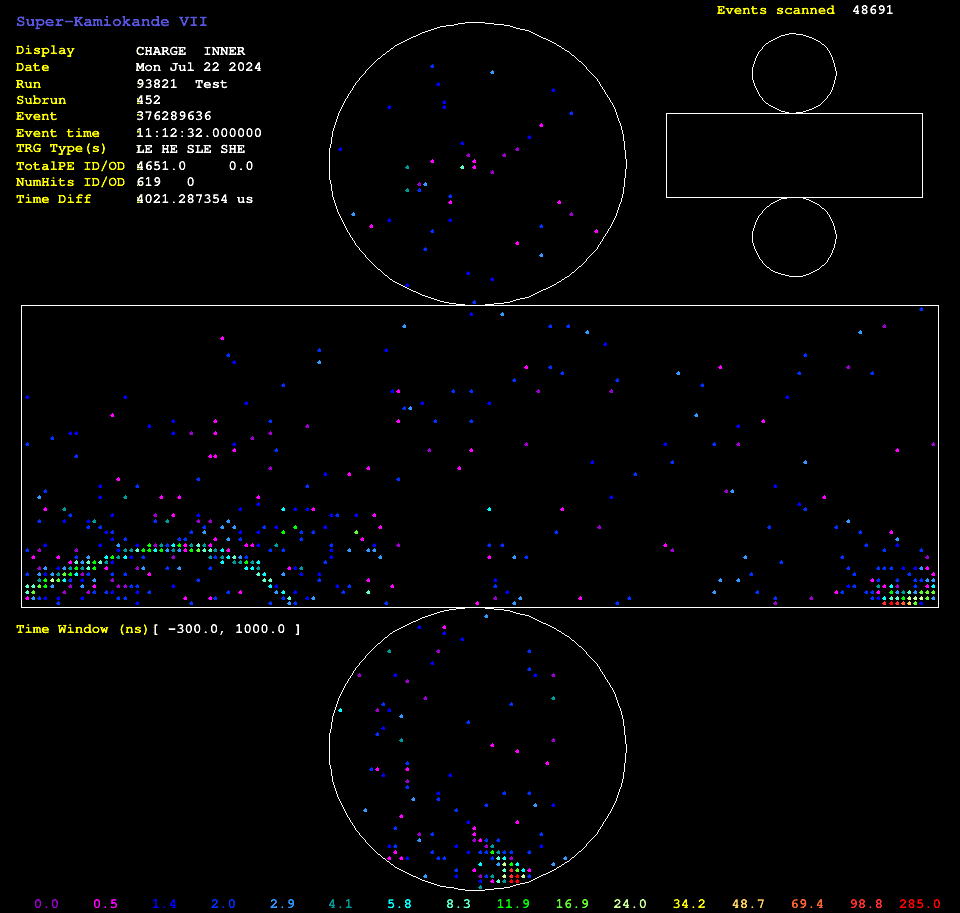 Super-Kamiokande VII
Events scanned 48691
Display CHARGE INNER
Date Mon Jul 22 2024
Run 93821 Test
Subrun 452
Event 376289636
Event time 11:12:32.000000
TRG Type(s) LE HE SLE SHE
TotalPE ID/OD 4651.0 0.0
NumHits ID/OD 619 0
Time Diff 4021.287354 us
Time Window (ns)[ -300.0, 1000.0 ]
0.0 0.5 1.4 2.0 2.9 4.1 5.8 8.3 11.9 16.9 24.0 34.2 48.7 69.4 98.8 285.0